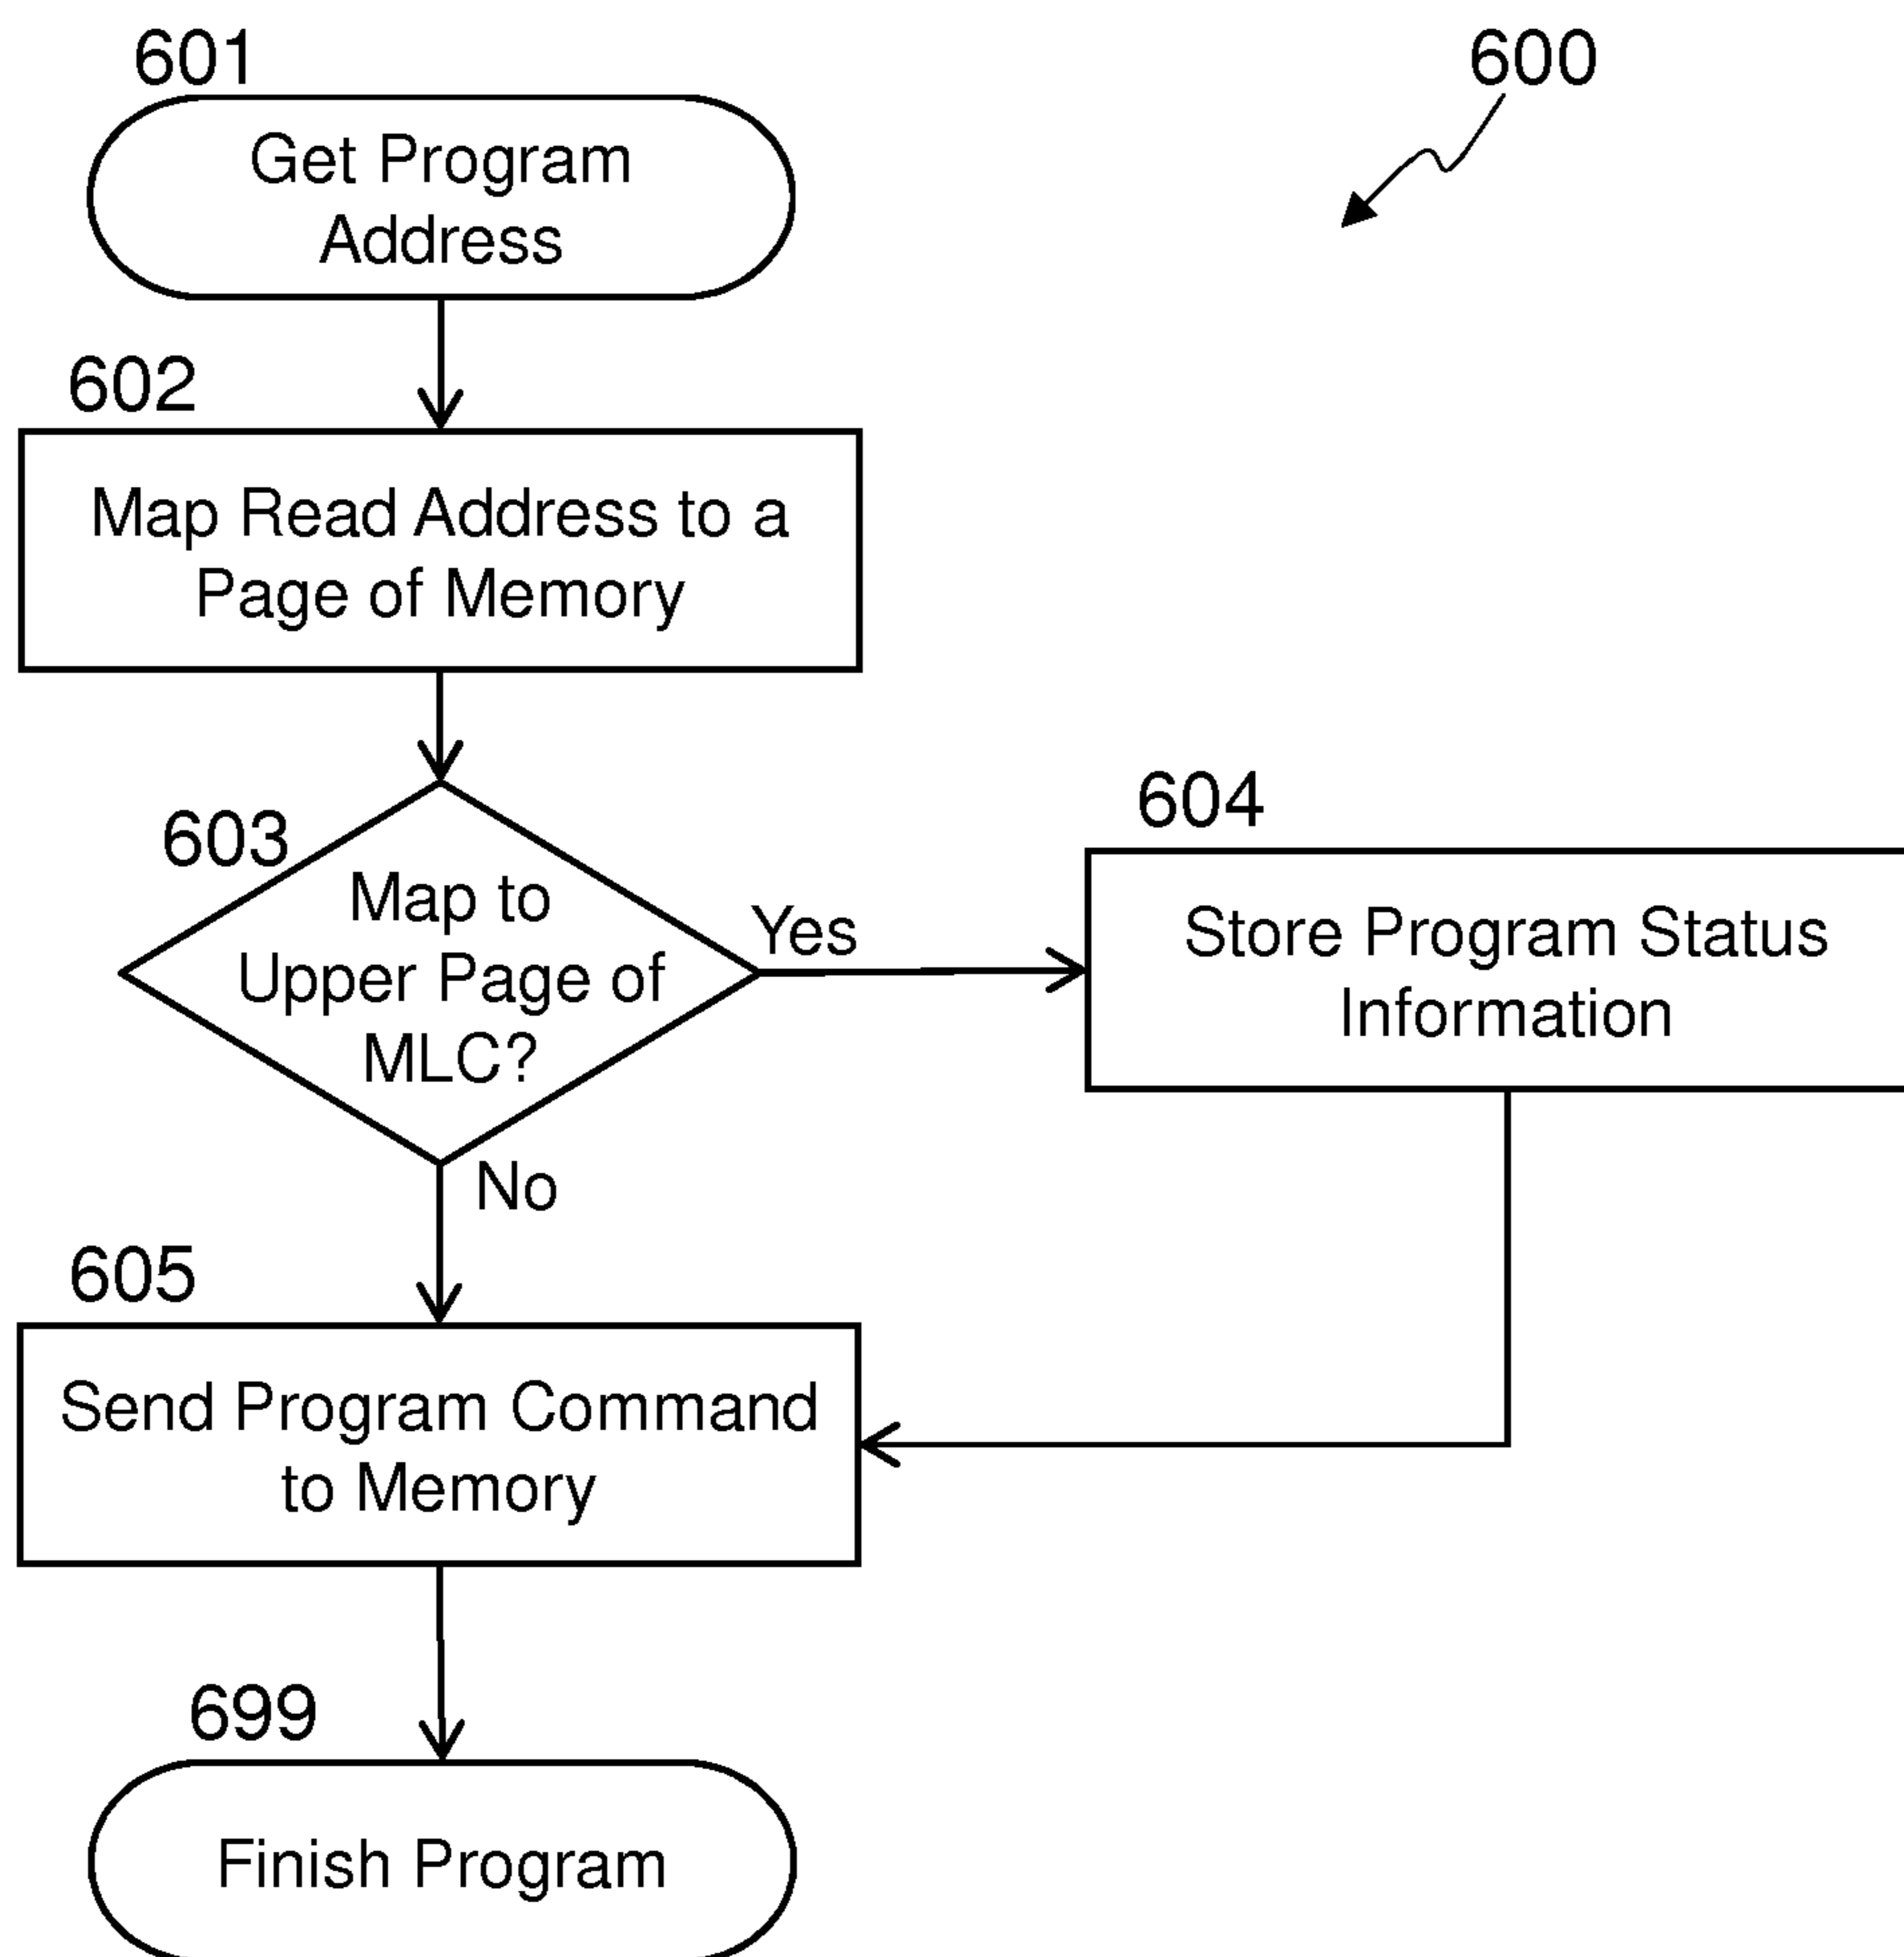 601
600
Get Program
Address
602
Map Read Address to a
Page of Memory
603
Map to
Upper Page of
MLC?
Yes
604
Store Program Status
Information
No
605
Send Program Command
to Memory
699
Finish Program